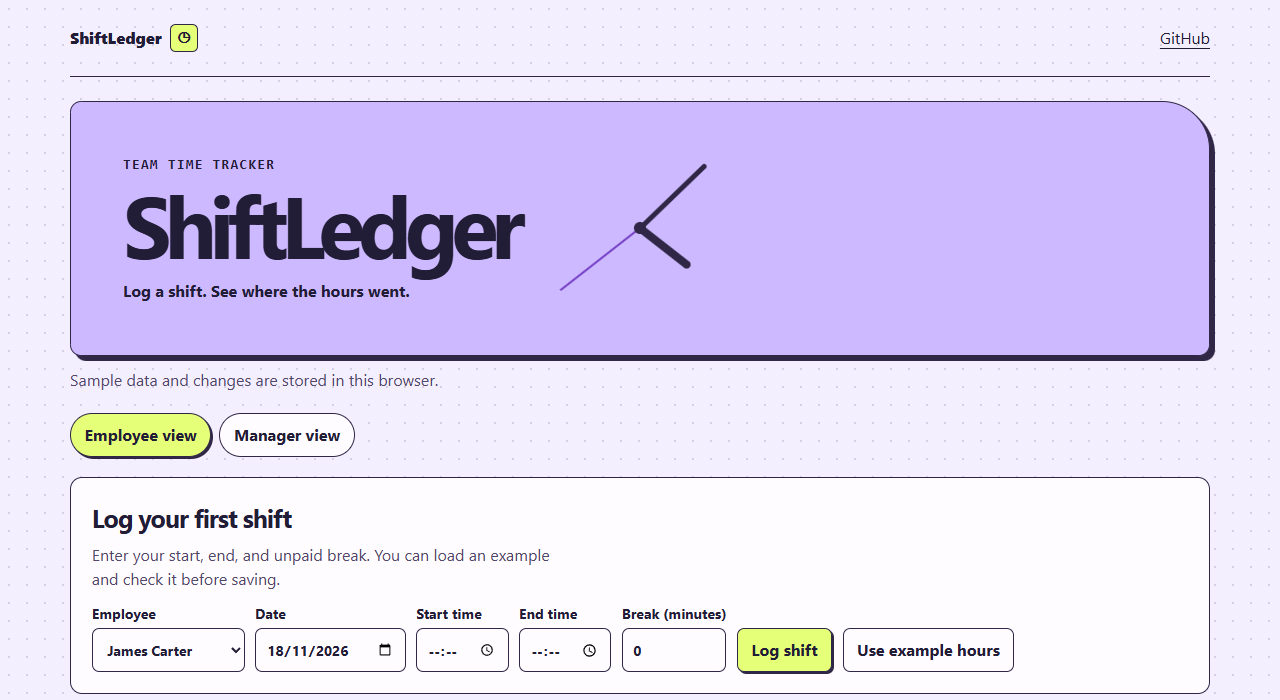 ShiftLedger
GitHub
TEAM TIME TRACKER
ShiftLedger
Log a shift. See where the hours went.
Sample data and changes are stored in this browser.
Employee view
Manager view
Log your first shift
Enter your start, end, and unpaid break. You can load an example
and check it before saving.
Employee
Date
Start time
End time
Break (minutes)
James Carter
18/11/2026
--:--
--:--
0
Log shift
Use example hours